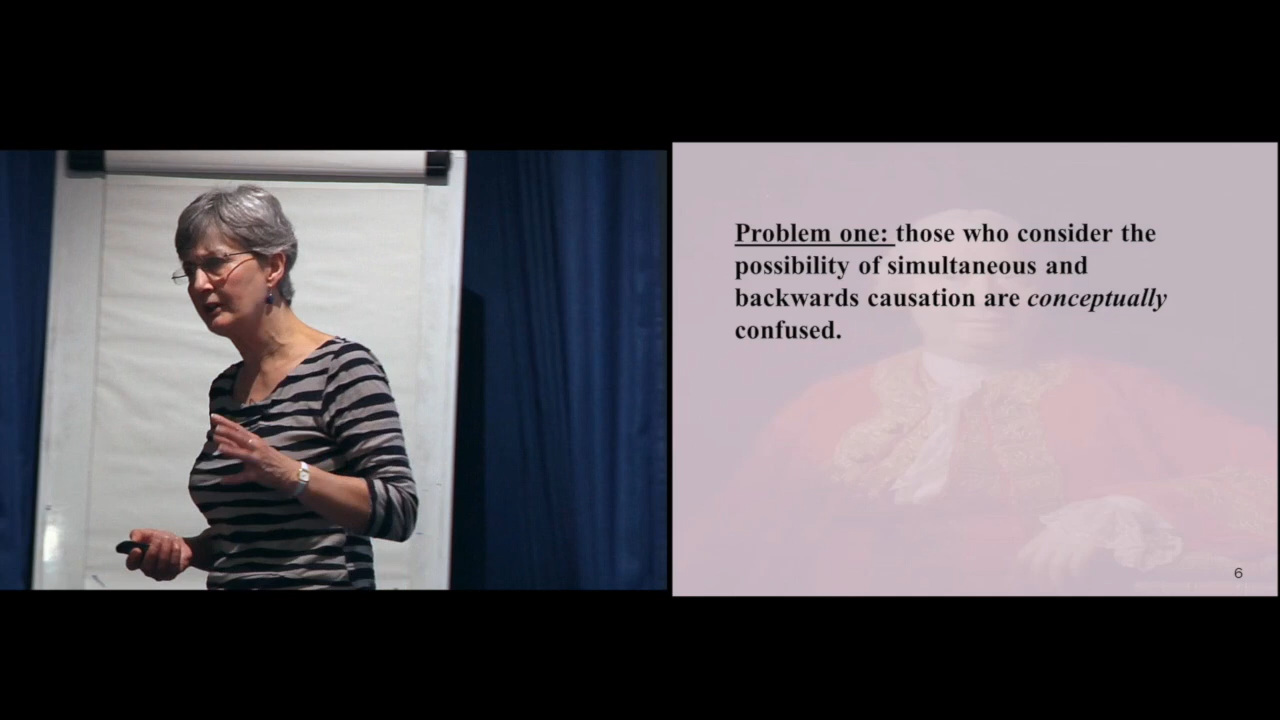 Problem one: those who consider the
possibility of simultaneous and
backwards causation are conceptually
confused.
6